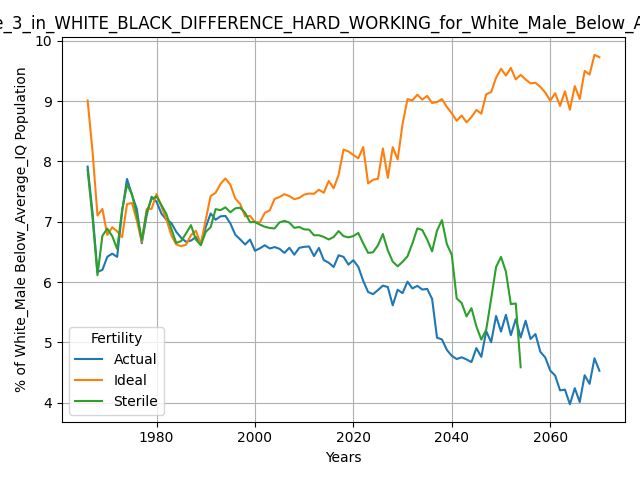 e_3_in_WHITE_BLACK_DIFFERENCE_HARD_WORKING_for_White_Male_Below_A
10
9
8
7
6
5
4
% of White_Male Below_Average_IQ Population
Fertility
Actual
Ideal
Sterile
1980
2000
2020
2040
2060
Years